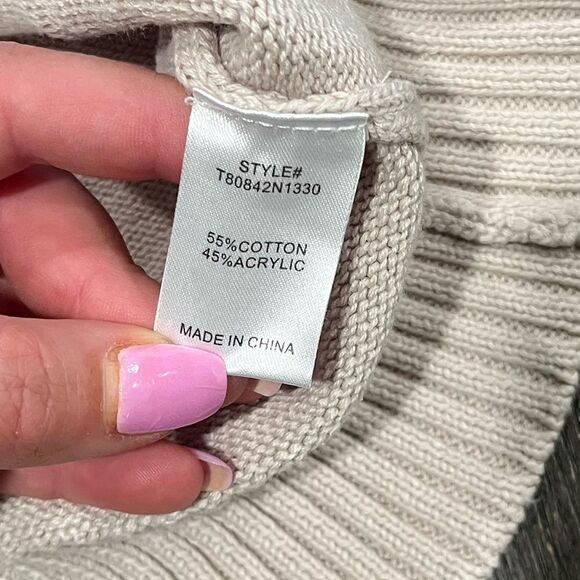 STYLE#
T80842N1330
55%COTTON
45%ACRYLIC
MADE IN CHINA